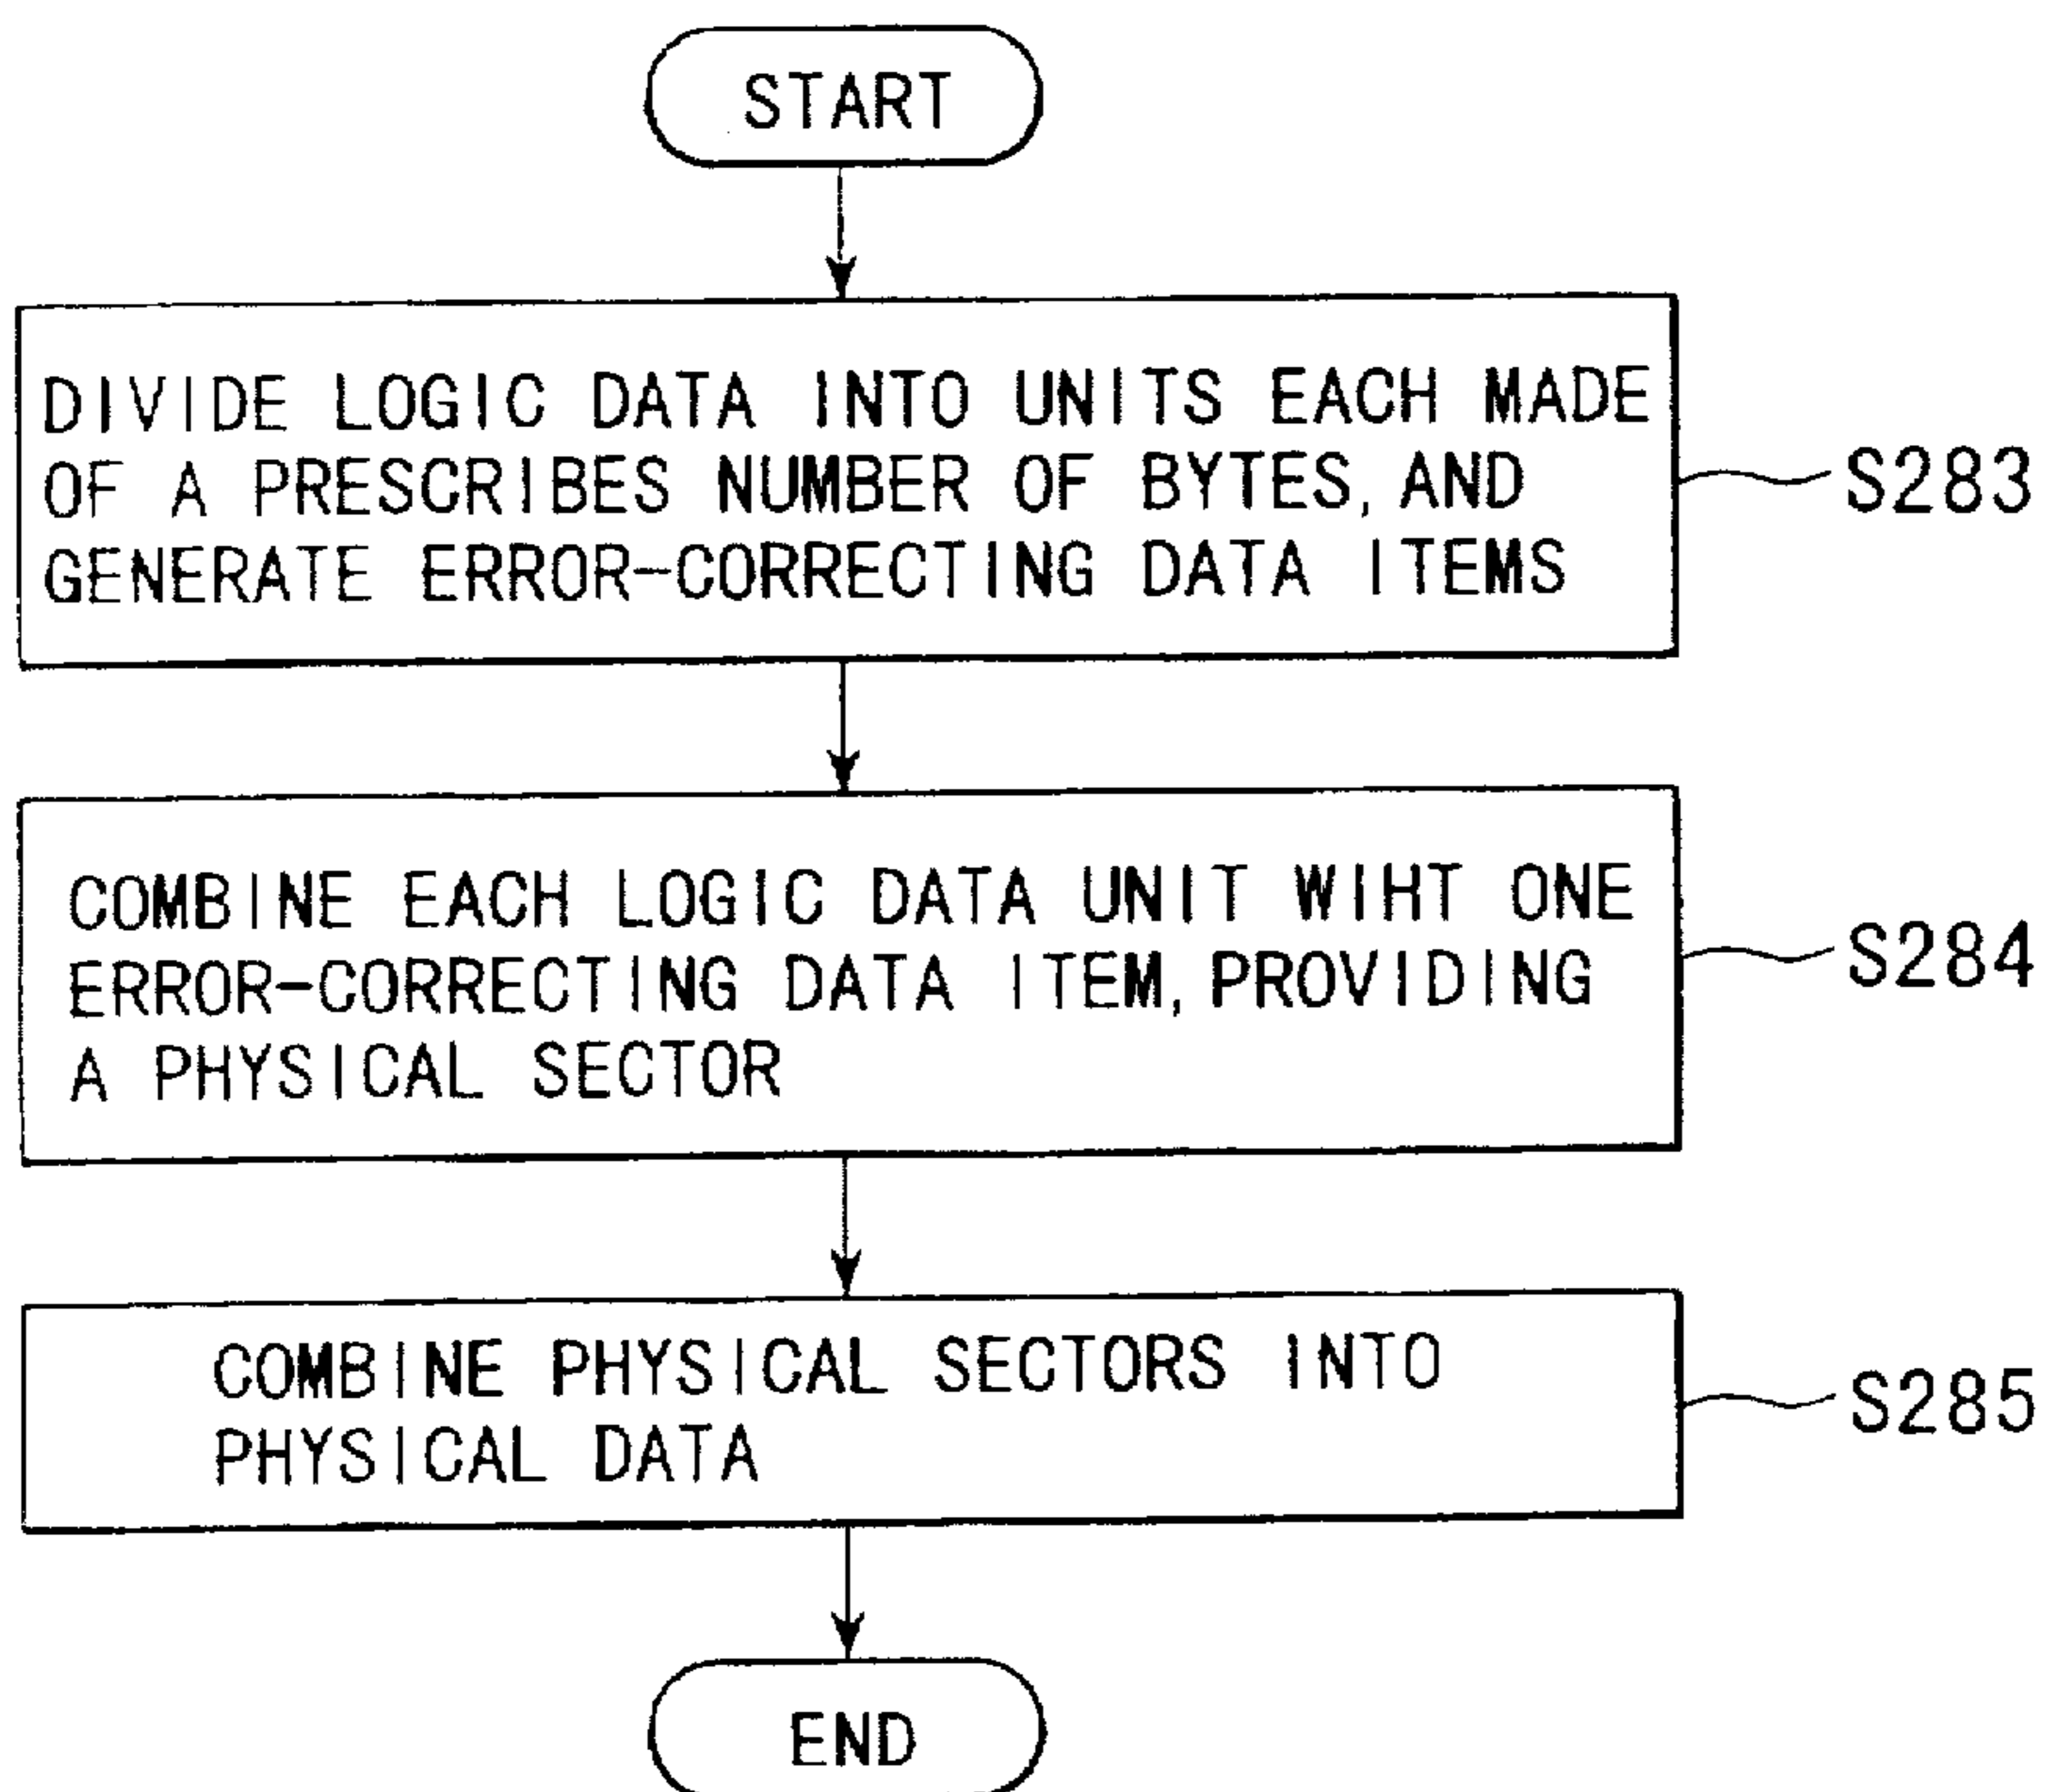 START
DIVIDE LOGIC DATA INTO UNITS EACH MADE
OF A PRESCRIBES NUMBER OF BYTES, AND
GENERATE ERROR-CORRECTING DATA ITEMS
S283
COMBINE EACH LOGIC DATA UNIT WIHT ONE
ERROR-CORRECTING DATA ITEM, PROVIDING
A PHYSICAL SECTOR
S284
COMBINE PHYSICAL SECTORS INTO
PHYSICAL DATA
S285
END